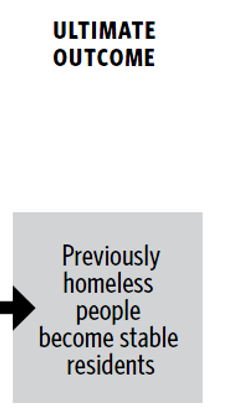 ULTIMATE
OUTCOME
Previously
homeless
people
become stable
residents